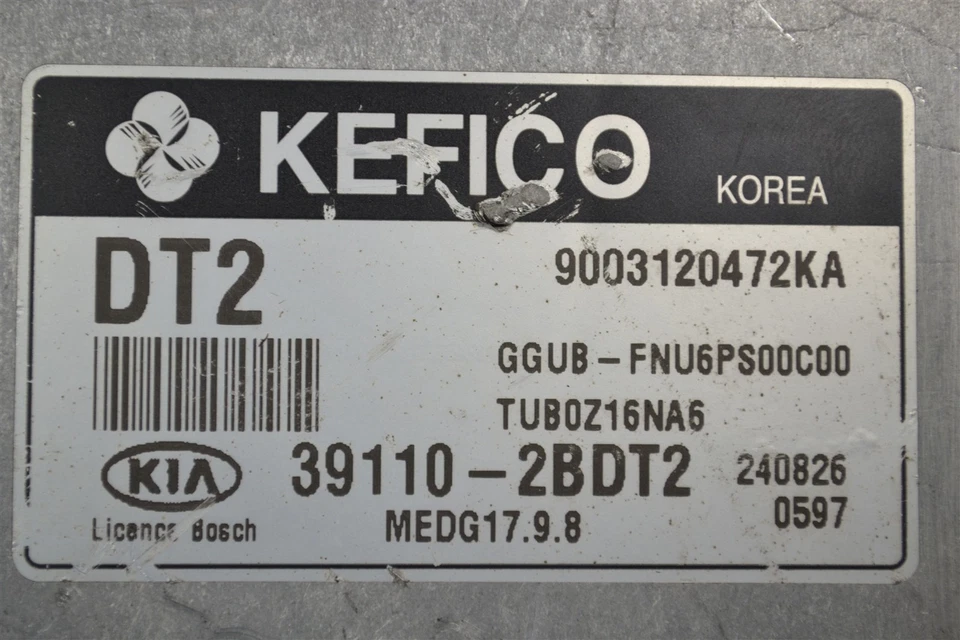 KEFICO
KOREA
DT2
9003120472KA
GGUB-FNU6PS00C00
TUB0Z16NA6
KIA
39110-2BDT2
240826
0597
Licence Bosch
MEDG17.9.8